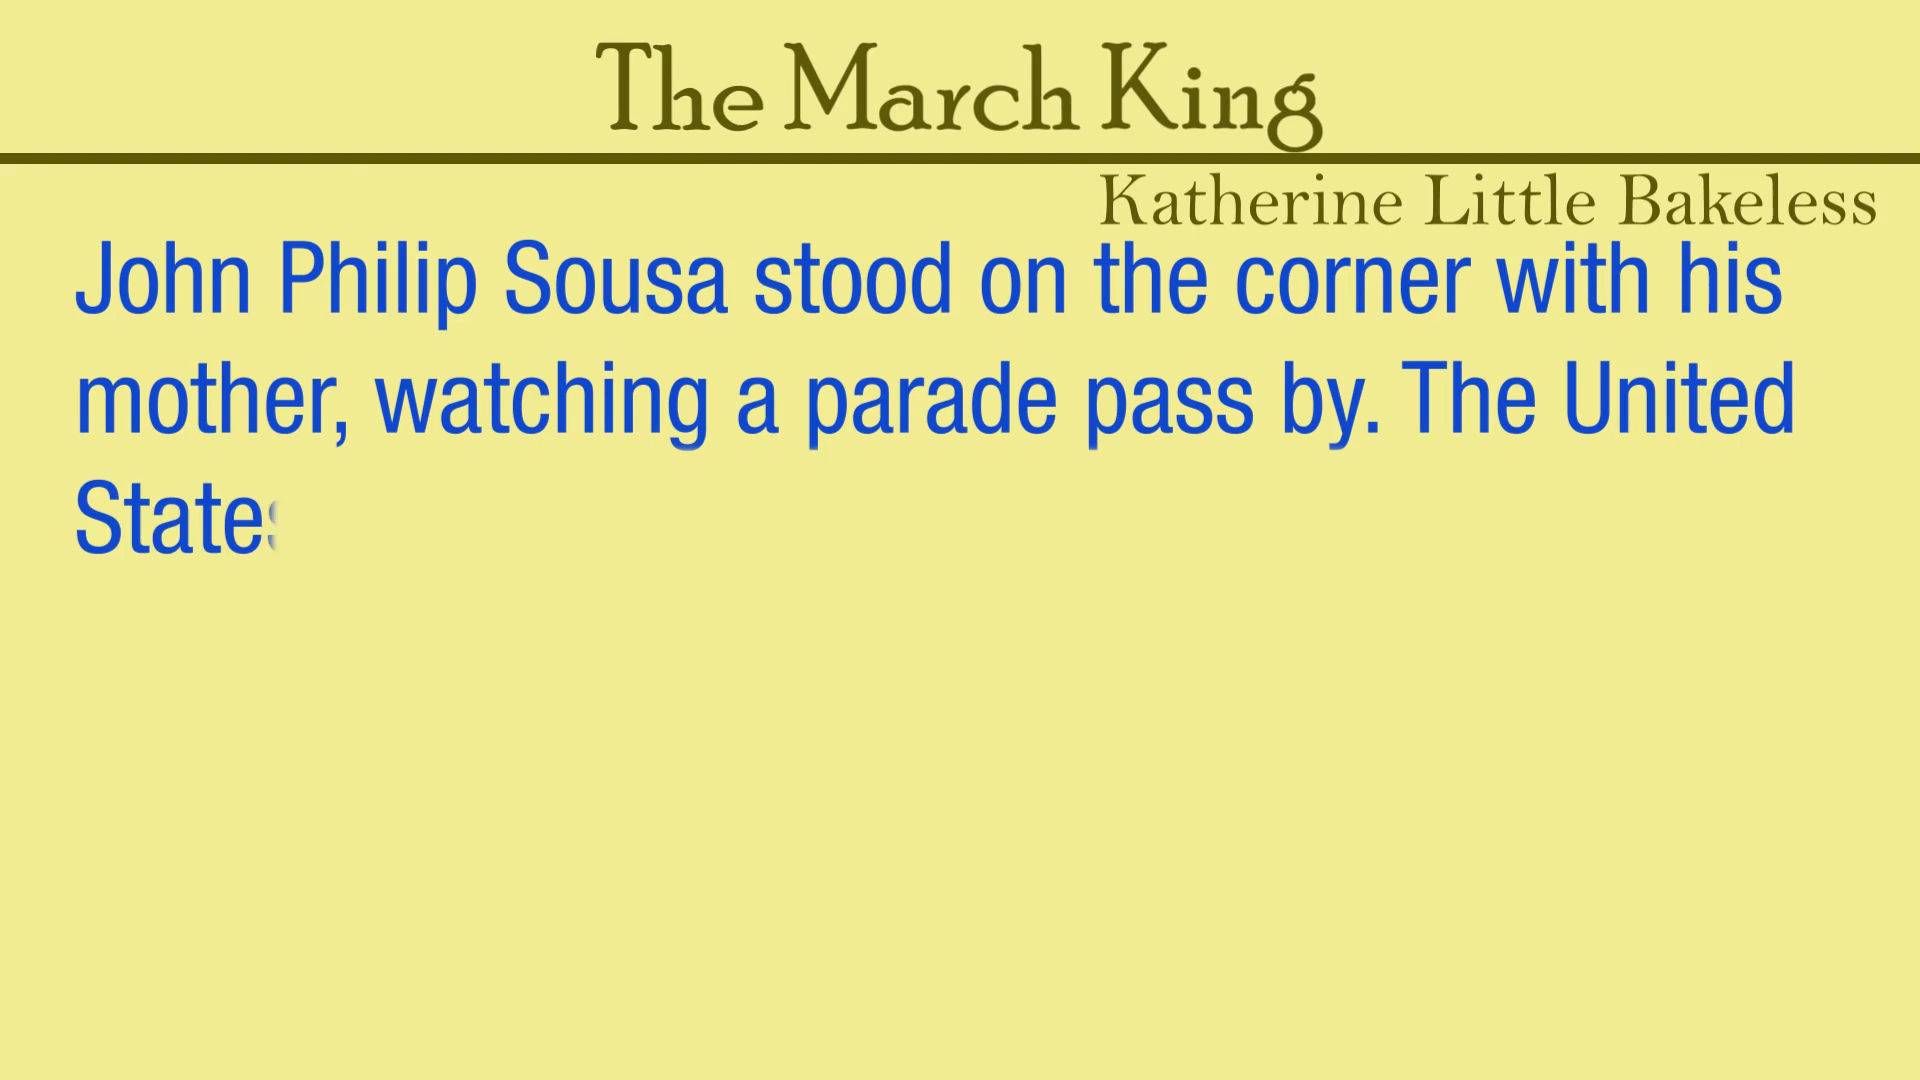 The March King
Katherine Little Bakeless
John Philip Sousa stood on the corner with his
mother, watching a parade pass by. The United
States